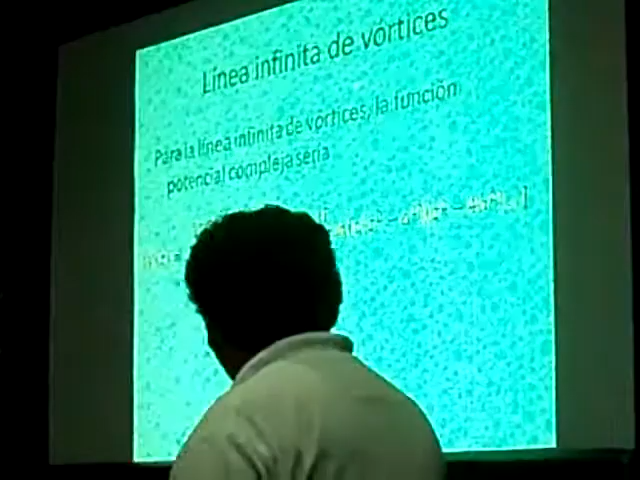 Línea infinita de vórtices
Para la línea infinita de vórtices, la función
potencial compleja sería